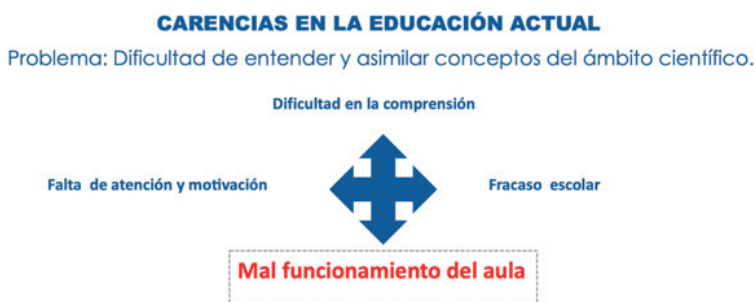 CARENCIAS EN LA EDUCACIÓN ACTUAL
Problema: Dificultad de entender y asimilar conceptos del ámbito científico.
Dificultad en la comprensión
Falta de atención y motivación
Fracaso escolar
Mal funcionamiento del aula